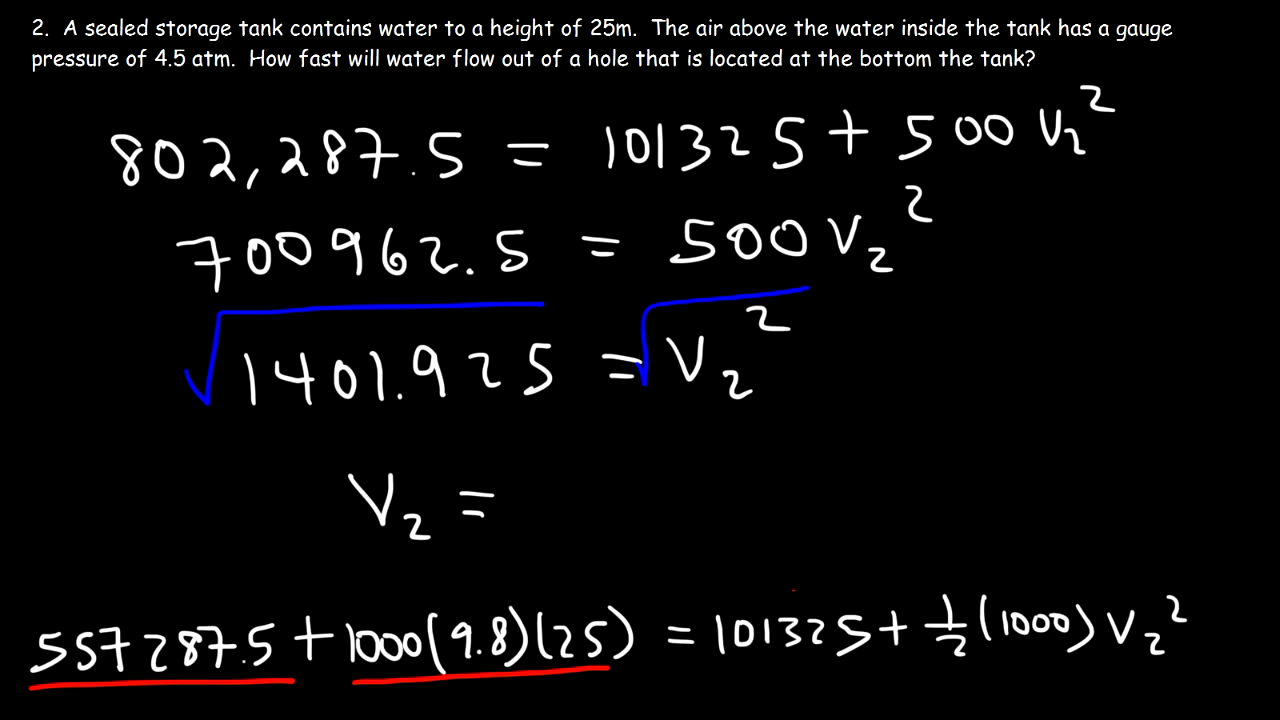 2. A sealed storage tank contains water to a height of 25m. The air above the water inside the tank has a gauge
pressure of 4.5 atm. How fast will water flow out of a hole that is located at the bottom the tank?
802,287.5 = 101325 + 500 V₂²
700962.5 = 500 V₂²
√1401.925 = √V₂²
V₂ =
557287.5 + 1000(9.8)(25) = 101325 + ½(1000) V₂²